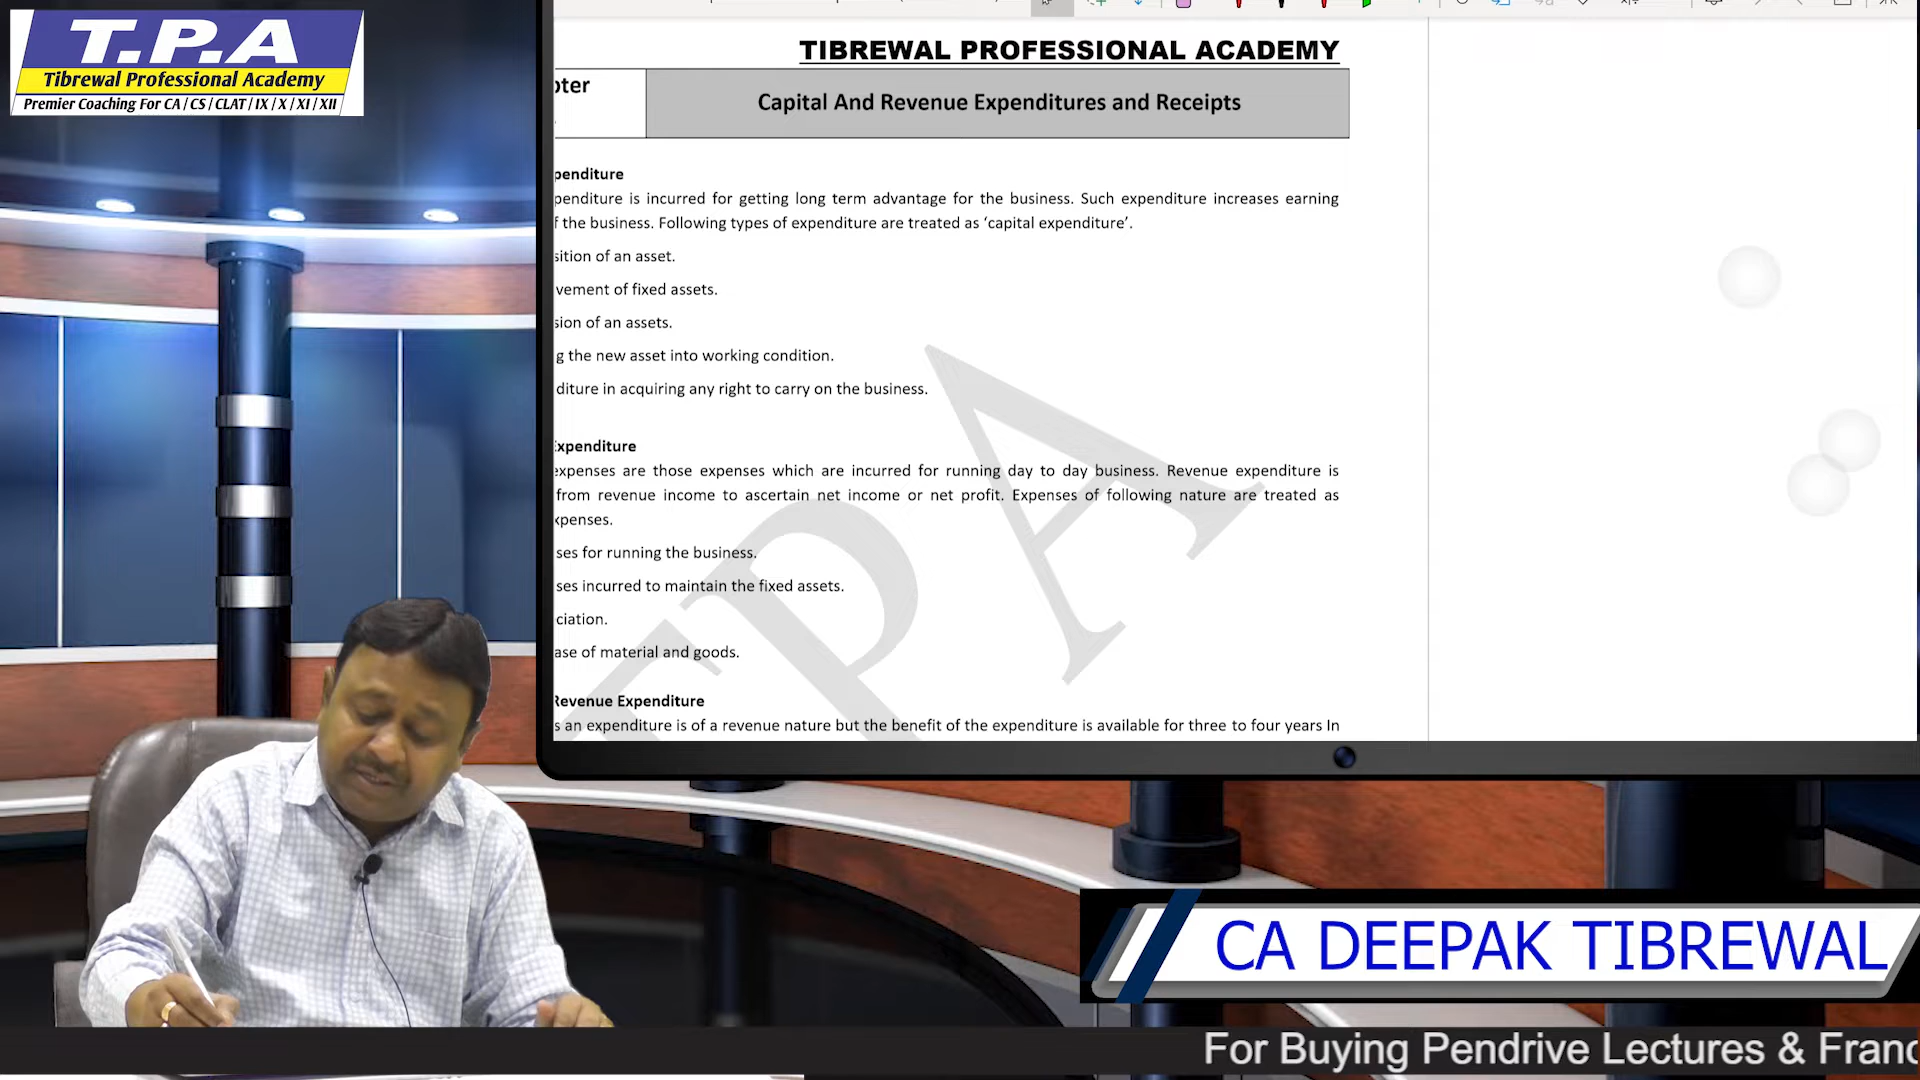 T.P.A
Tibrewal Professional Academy
Premier Coaching For CA / CS / CLAT / IX / X / XI / XII
TIBREWAL PROFESSIONAL ACADEMY
pter
Capital And Revenue Expenditures and Receipts
penditure
penditure is incurred for getting long term advantage for the business. Such expenditure increases earning
f the business. Following types of expenditure are treated as ‘capital expenditure’.
sition of an asset.
vement of fixed assets.
sion of an assets.
g the new asset into working condition.
diture in acquiring any right to carry on the business.
Expenditure
expenses are those expenses which are incurred for running day to day business. Revenue expenditure is
from revenue income to ascertain net income or net profit. Expenses of following nature are treated as
xpenses.
ses for running the business.
ses incurred to maintain the fixed assets.
ciation.
ase of material and goods.
Revenue Expenditure
s an expenditure is of a revenue nature but the benefit of the expenditure is available for three to four years In
TPA
CA DEEPAK TIBREWAL
For Buying Pendrive Lectures & Franc